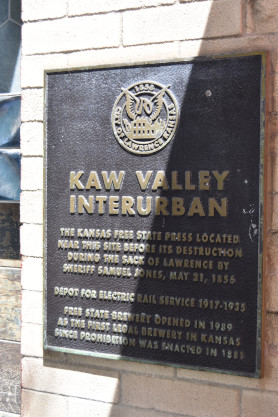 CITY OF LAWRENCE KANSAS
KAW VALLEY
INTERURBAN
THE KANSAS FREE STATE PRESS LOCATED
NEAR THIS SITE BEFORE ITS DESTRUCTION
DURING THE SACK OF LAWRENCE BY
SHERIFF SAMUEL JONES, MAY 21, 1856
DEPOT FOR ELECTRIC RAIL SERVICE 1917-1935
FREE STATE BREWERY OPENED IN 1989
AS THE FIRST LEGAL BREWERY IN KANSAS
SINCE PROHIBITION WAS ENACTED IN 1881